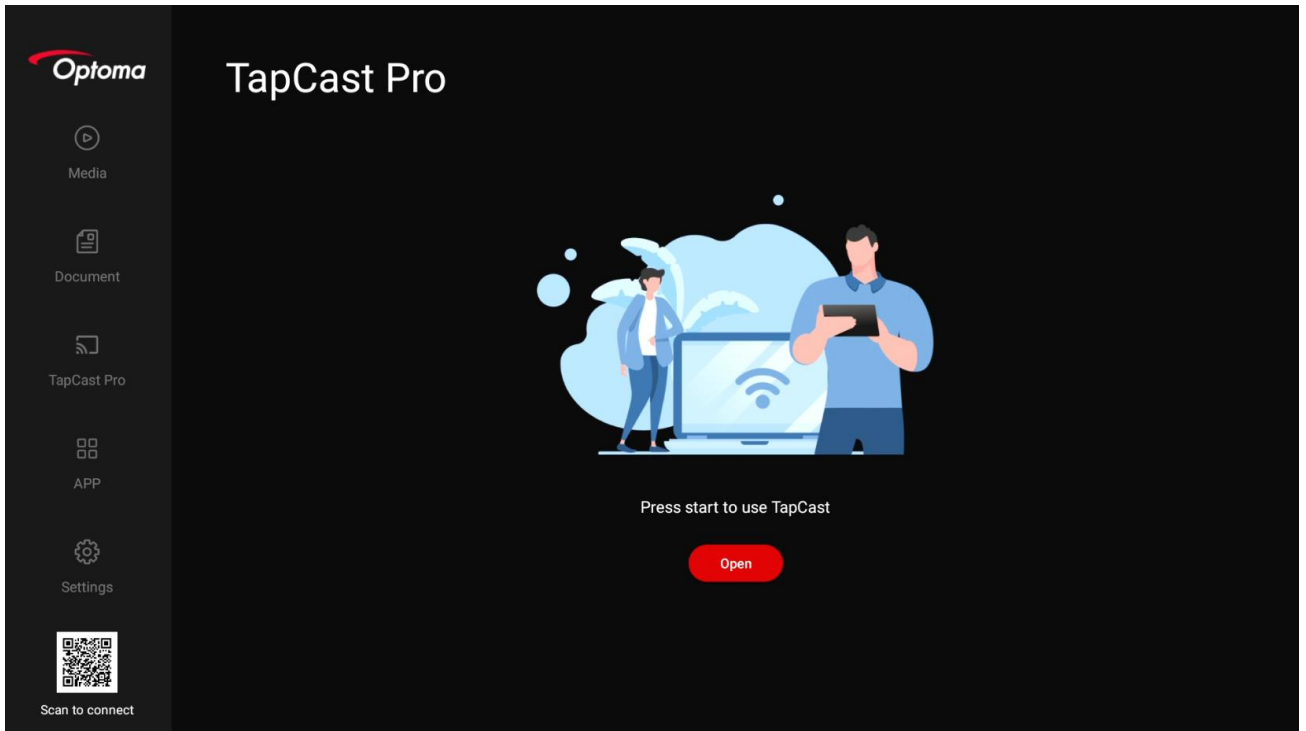 Optoma
Media
Document
TapCast Pro
APP
Settings
Scan to connect
TapCast Pro
Press start to use TapCast
Open